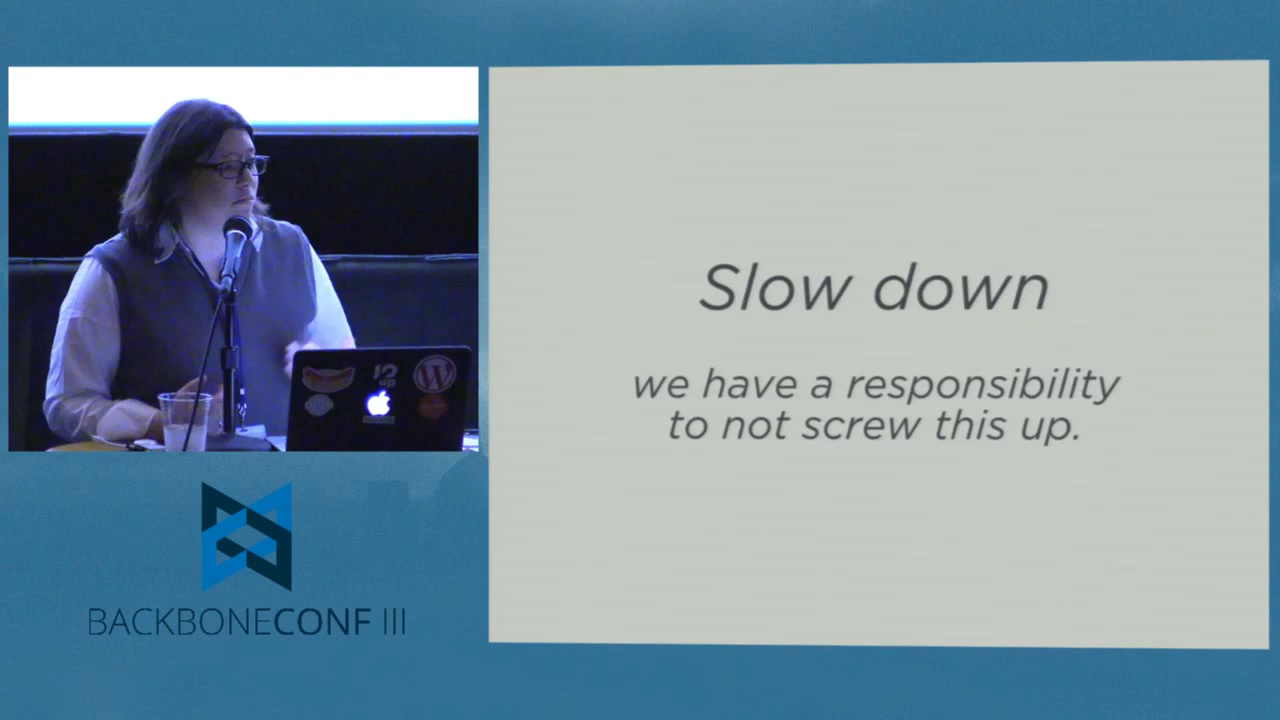 Slow down
we have a responsibility
to not screw this up.
BACKBONECONF III